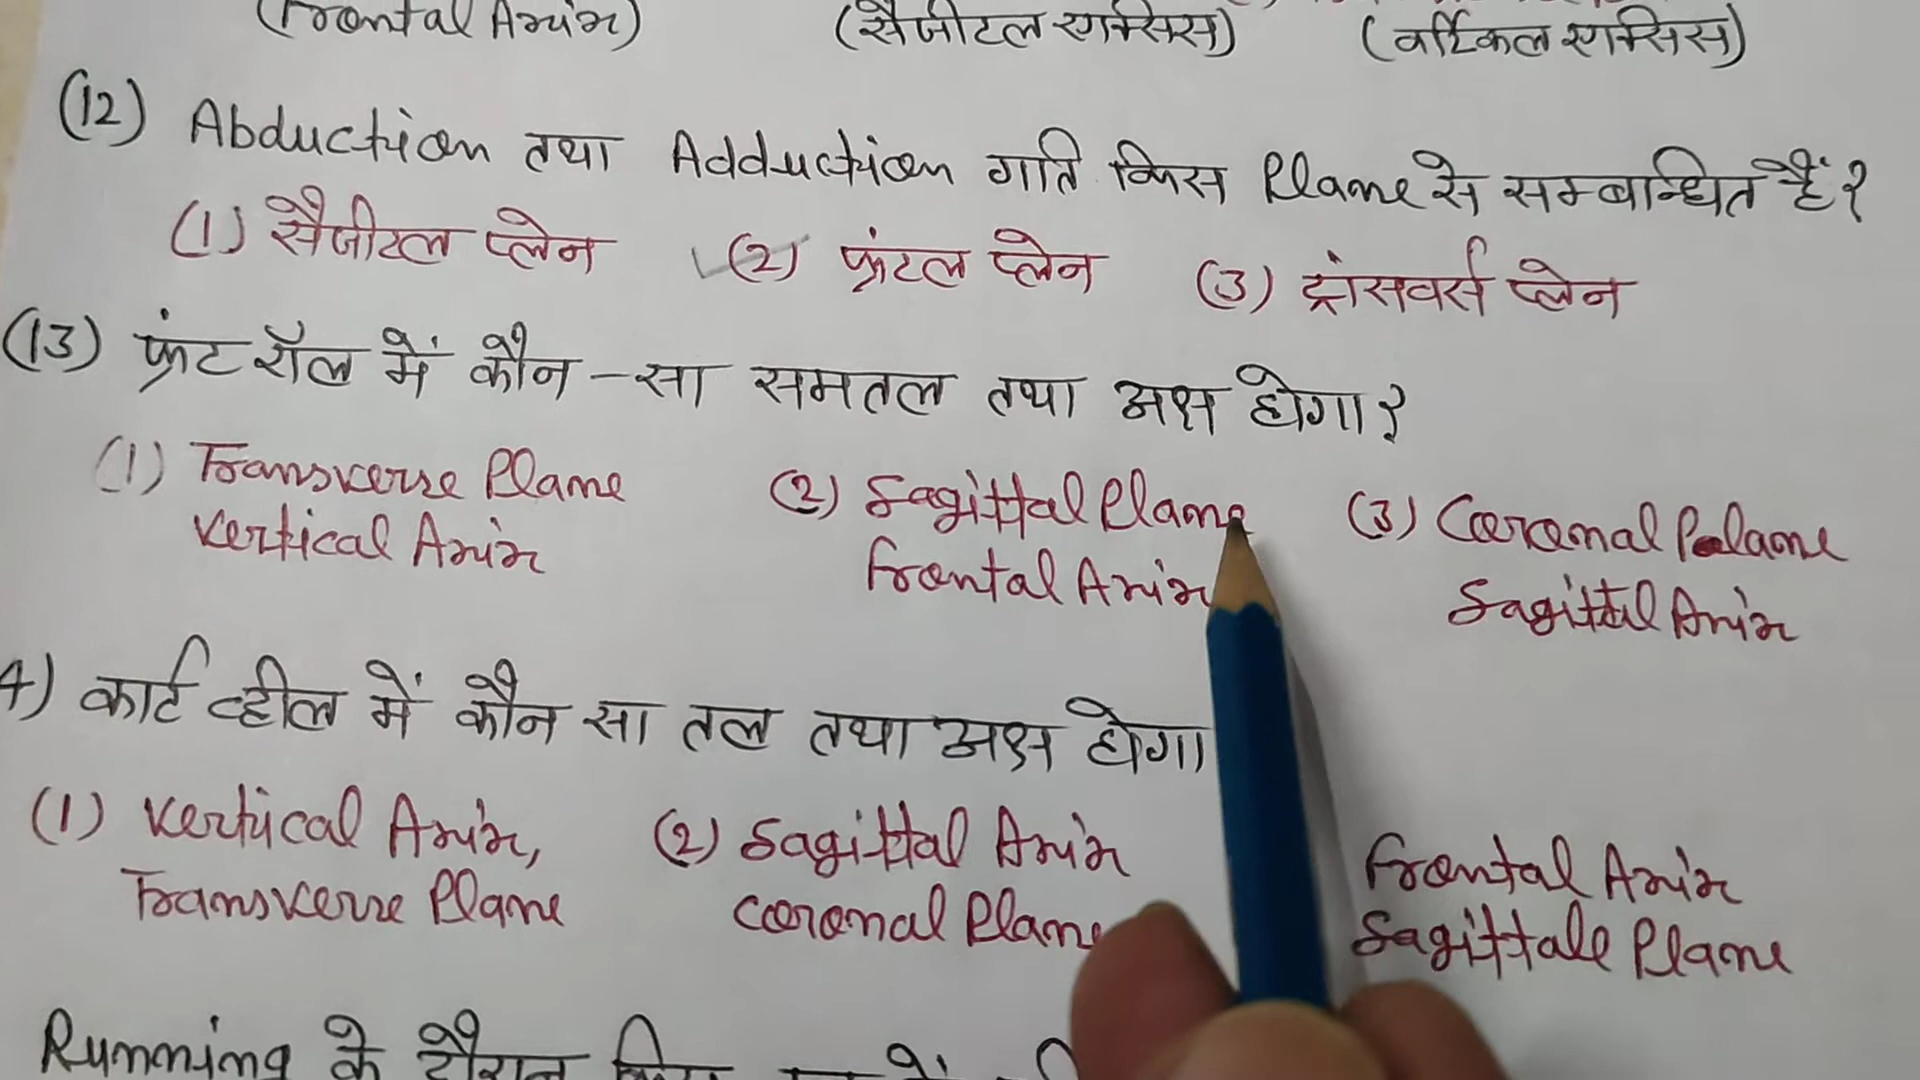 (Frontal Axis) (सैजीटल एक्सिस) (वर्टिकल एक्सिस)
(12) Abduction तथा Adduction गति किस Plane से सम्बन्धित हैं?
(1) सैजीटल प्लेन (2) फ्रंटल प्लेन (3) ट्रांसवर्स प्लेन
(13) फ्रंट रॉल में कौन-सा समतल तथा अक्ष होगा?
(1) Transverse Plane (2) Sagittal Plane (3) Coronal Palane
Vertical Axis Frontal Axis Sagittal Axis
4) कार्ट व्हील में कौन सा तल तथा अक्ष होगा
(1) Vertical Axis, (2) Sagittal Axis Frontal Axis
Transverse Plane Coronal Plane Sagittale Plane
Running के दौरान